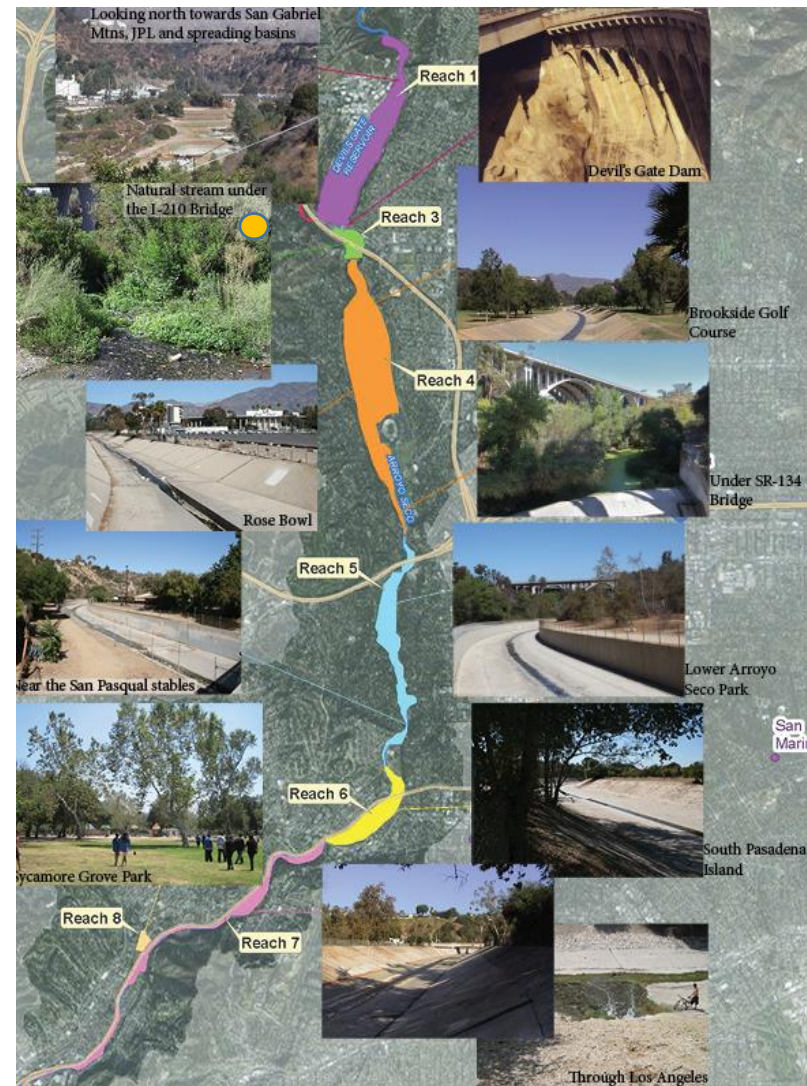 Looking north towards San Gabriel
Mtns, JPL and spreading basins
Reach 1
DEVILS GATE
RESERVOIR
Devil's Gate Dam
Natural stream under
the I-210 Bridge
Reach 3
Brookside Golf
Course
Reach 4
ARROYO SECO
Under SR-134
Bridge
Rose Bowl
Reach 5
Near the San Pasqual stables
Lower Arroyo
Seco Park
San
Mari
Reach 6
South Pasadena
Island
Sycamore Grove Park
Reach 8
Reach 7
Through Los Angeles